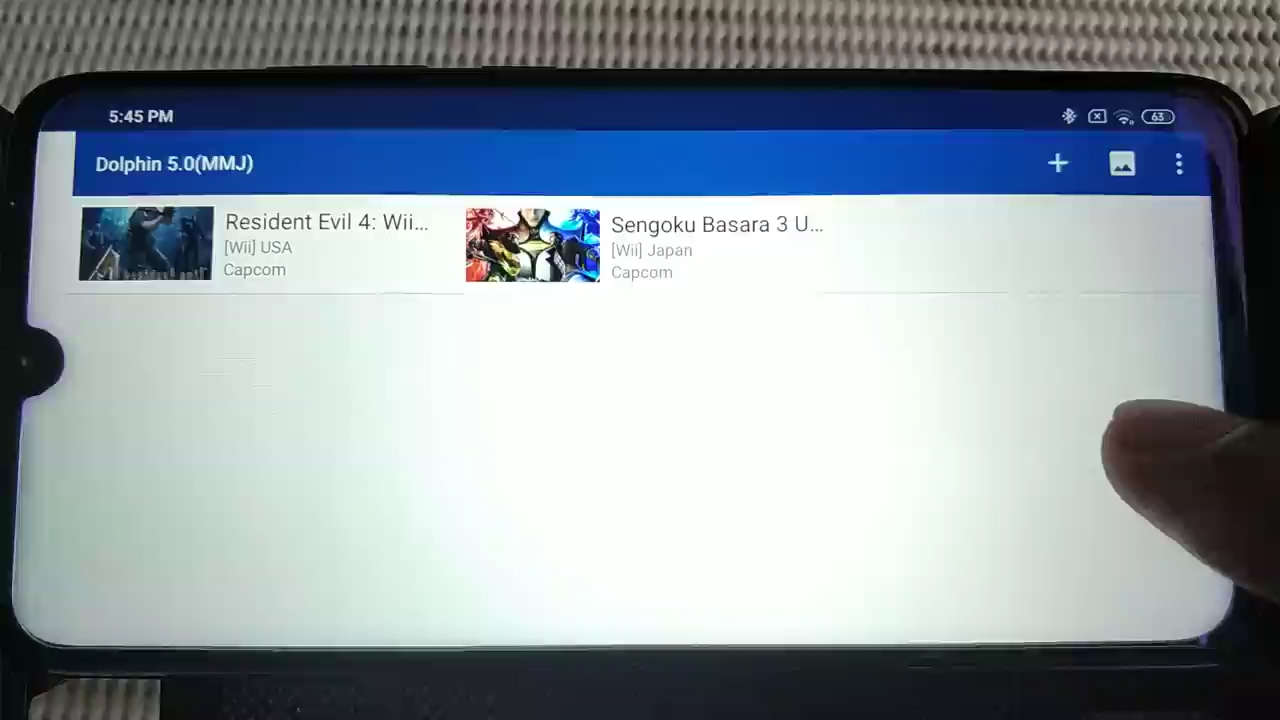 5:45 PM
63
Dolphin 5.0(MMJ)
Resident Evil 4: Wii...
[Wii] USA
Capcom
Sengoku Basara 3 U...
[Wii] Japan
Capcom